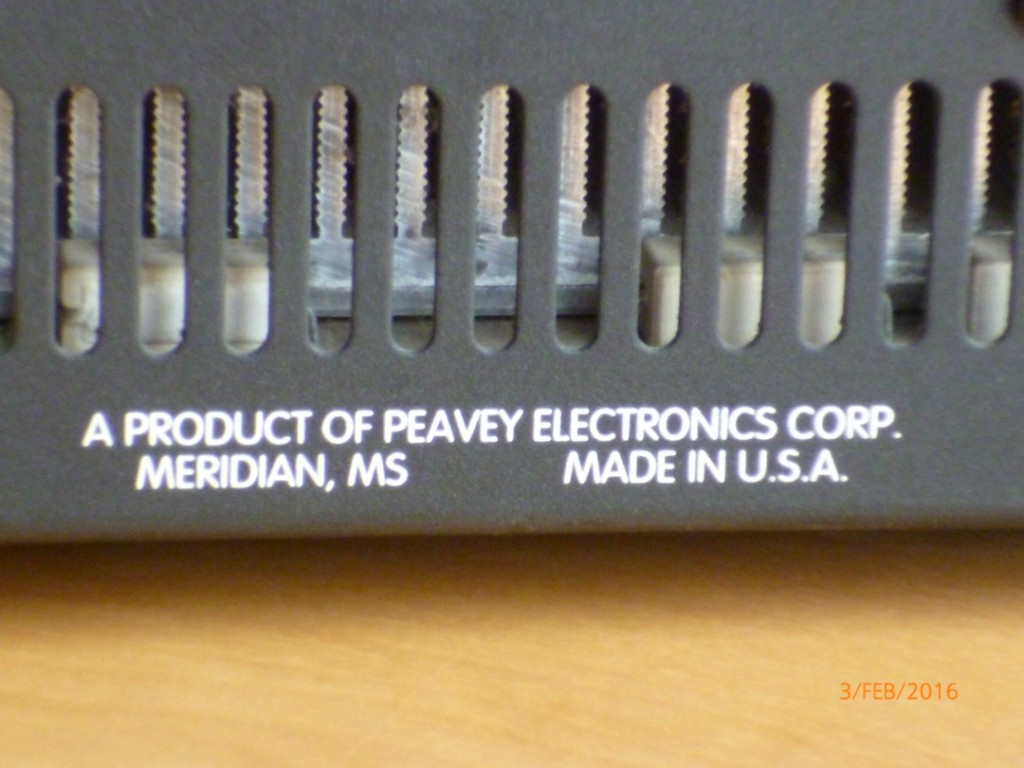 A PRODUCT OF PEAVEY ELECTRONICS CORP.
MERIDIAN, MS MADE IN U.S.A.
3/FEB/2016